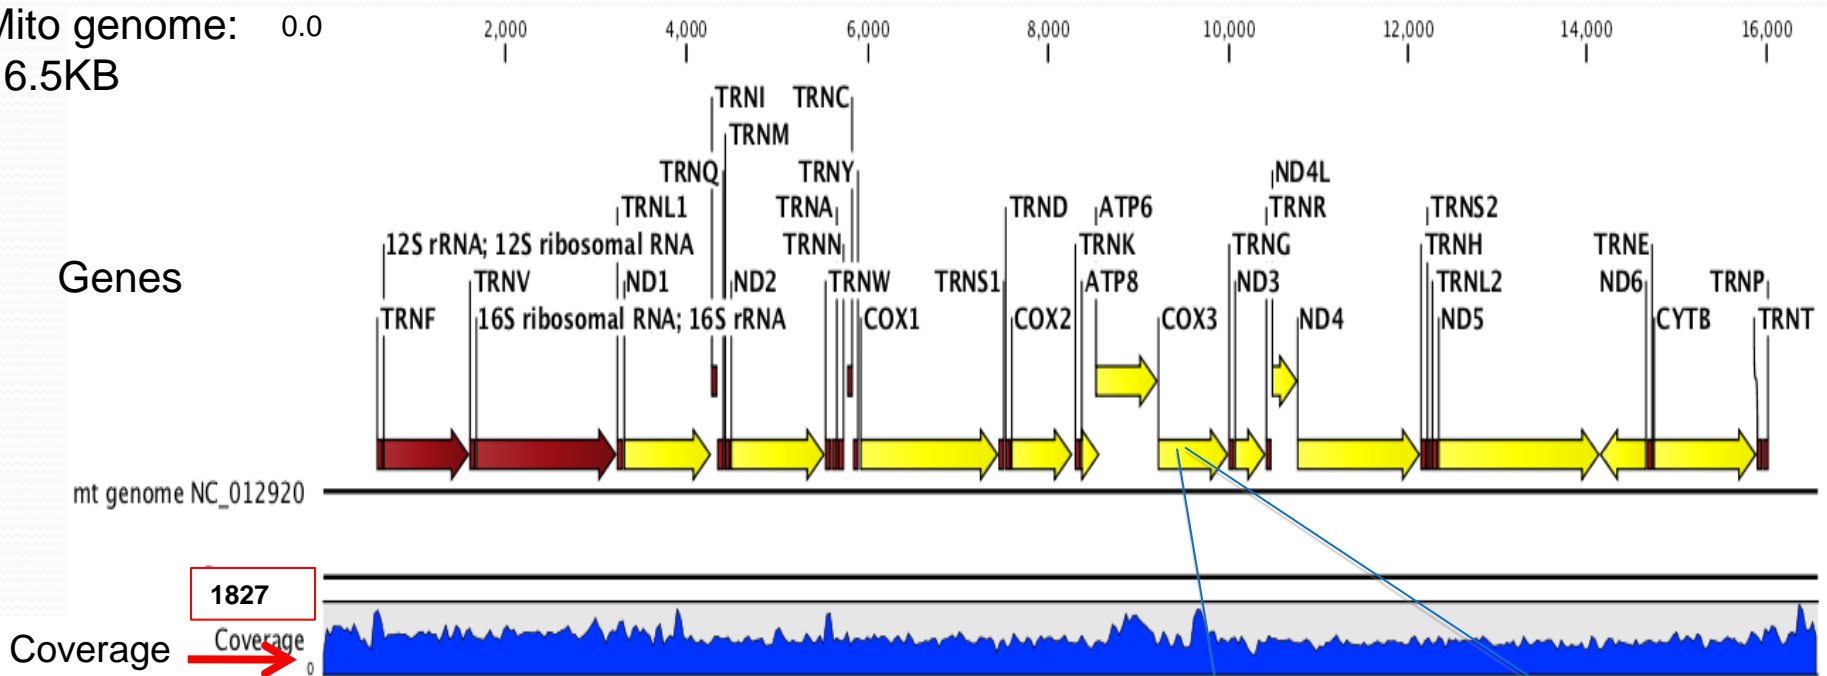 Mito genome: 0.0 2,000 4,000 6,000 8,000 10,000 12,000 14,000 16,000
6.5KB
TRNI TRNC
TRNM
TRNQ TRNY ND4L
TRNL1 TRNA TRND ATP6 TRNR TRNS2
12S rRNA; 12S ribosomal RNA TRNN TRNK TRNG TRNH TRNE
Genes TRNV ND1 ND2 TRNW TRNS1 ATP8 ND3 TRNL2 ND6 TRNP
TRNF 16S ribosomal RNA; 16S rRNA COX1 COX2 COX3 ND4 ND5 CYTB TRNT
mt genome NC_012920
1827
Coverage Coverage
0